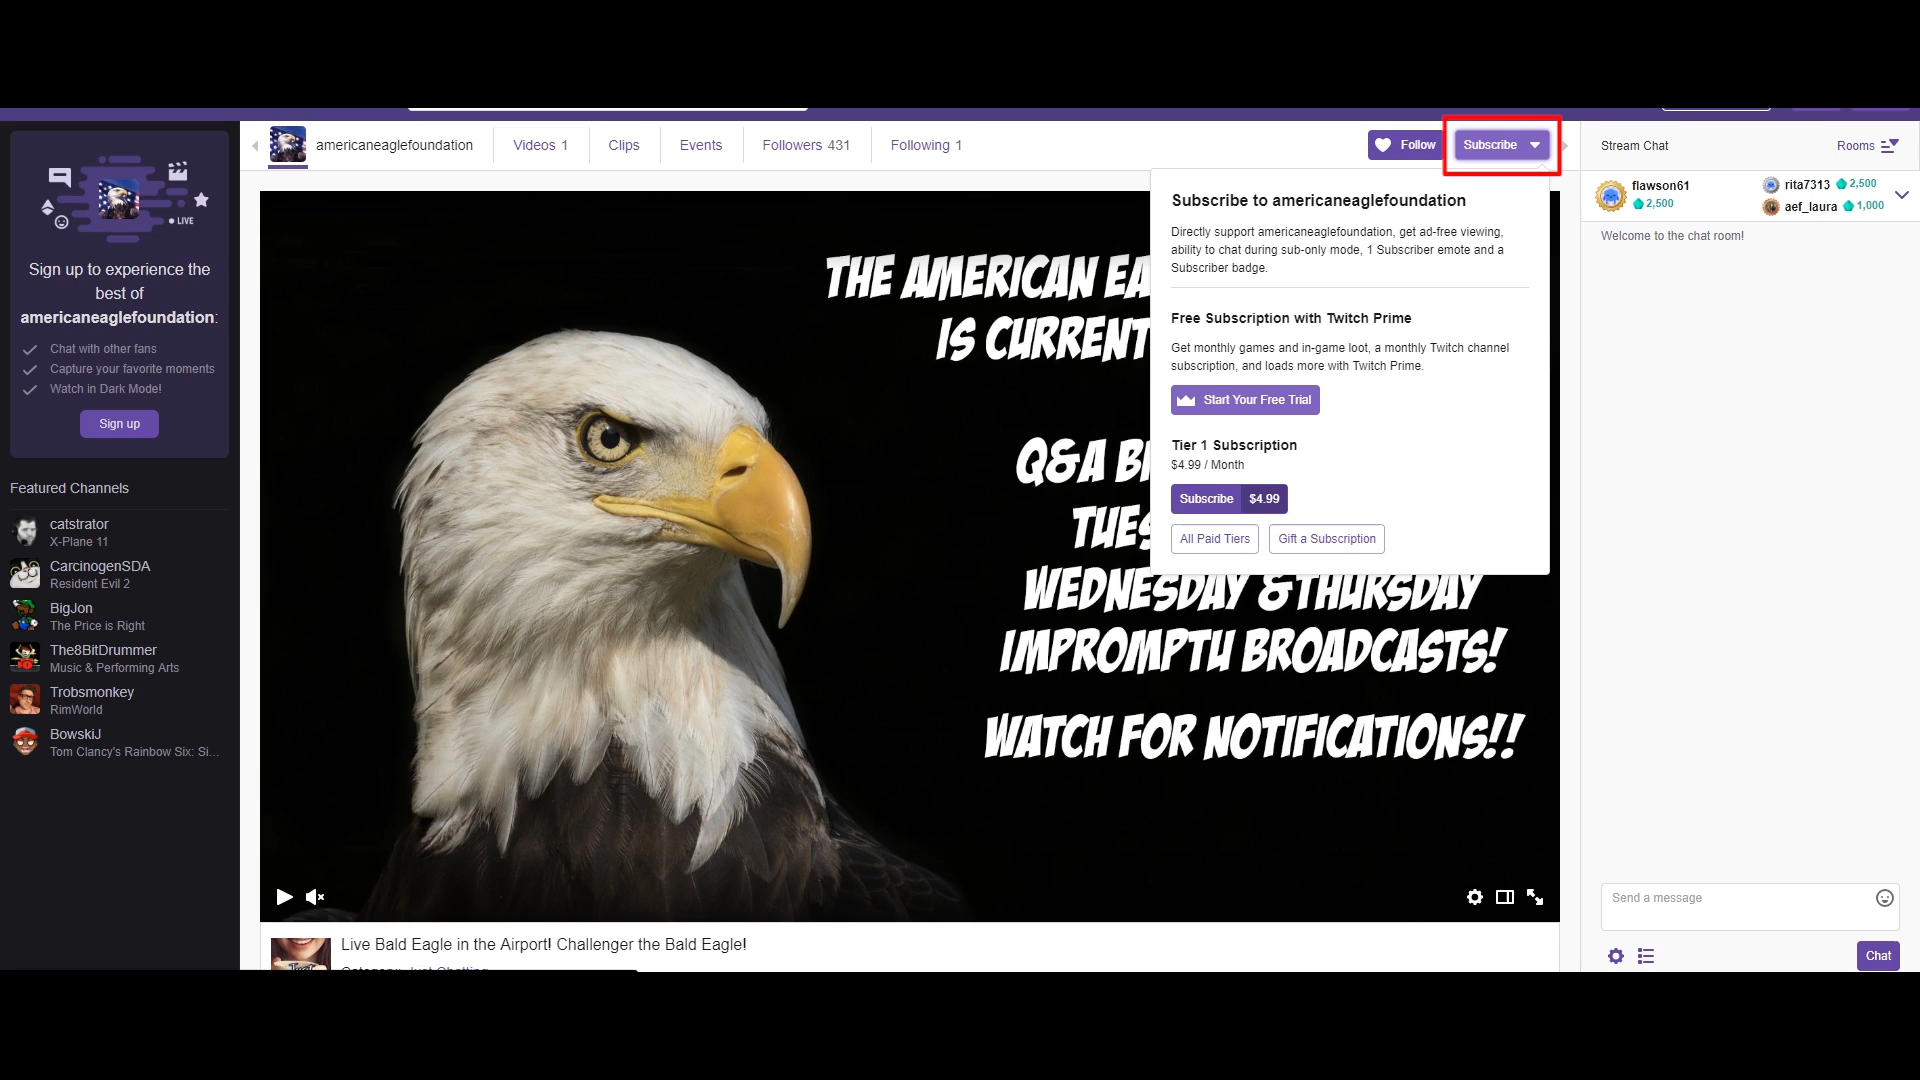 americaneaglefoundation
Videos 1
Clips
Events
Followers 431
Following 1
Follow
Subscribe
Stream Chat
Rooms
flawson61
2,500
rita7313 2,500
aef_laura 1,000
Welcome to the chat room!
LIVE
Sign up to experience the
best of
americaneaglefoundation:
Chat with other fans
Capture your favorite moments
Watch in Dark Mode!
Sign up
Featured Channels
catstrator
X-Plane 11
CarcinogenSDA
Resident Evil 2
BigJon
The Price is Right
The8BitDrummer
Music & Performing Arts
Trobsmonkey
RimWorld
BowskiJ
Tom Clancy's Rainbow Six: Si...
THE AMERICAN EA
IS CURRENT
Q&A
TUES
WEDNESDAY & THURSDAY
IMPROMPTU BROADCASTS!
WATCH FOR NOTIFICATIONS!!
Subscribe to americaneaglefoundation
Directly support americaneaglefoundation, get ad-free viewing,
ability to chat during sub-only mode, 1 Subscriber emote and a
Subscriber badge.
Free Subscription with Twitch Prime
Get monthly games and in-game loot, a monthly Twitch channel
subscription, and loads more with Twitch Prime.
Start Your Free Trial
Tier 1 Subscription
$4.99 / Month
Subscribe $4.99
All Paid Tiers
Gift a Subscription
Live Bald Eagle in the Airport! Challenger the Bald Eagle!
Send a message
Chat